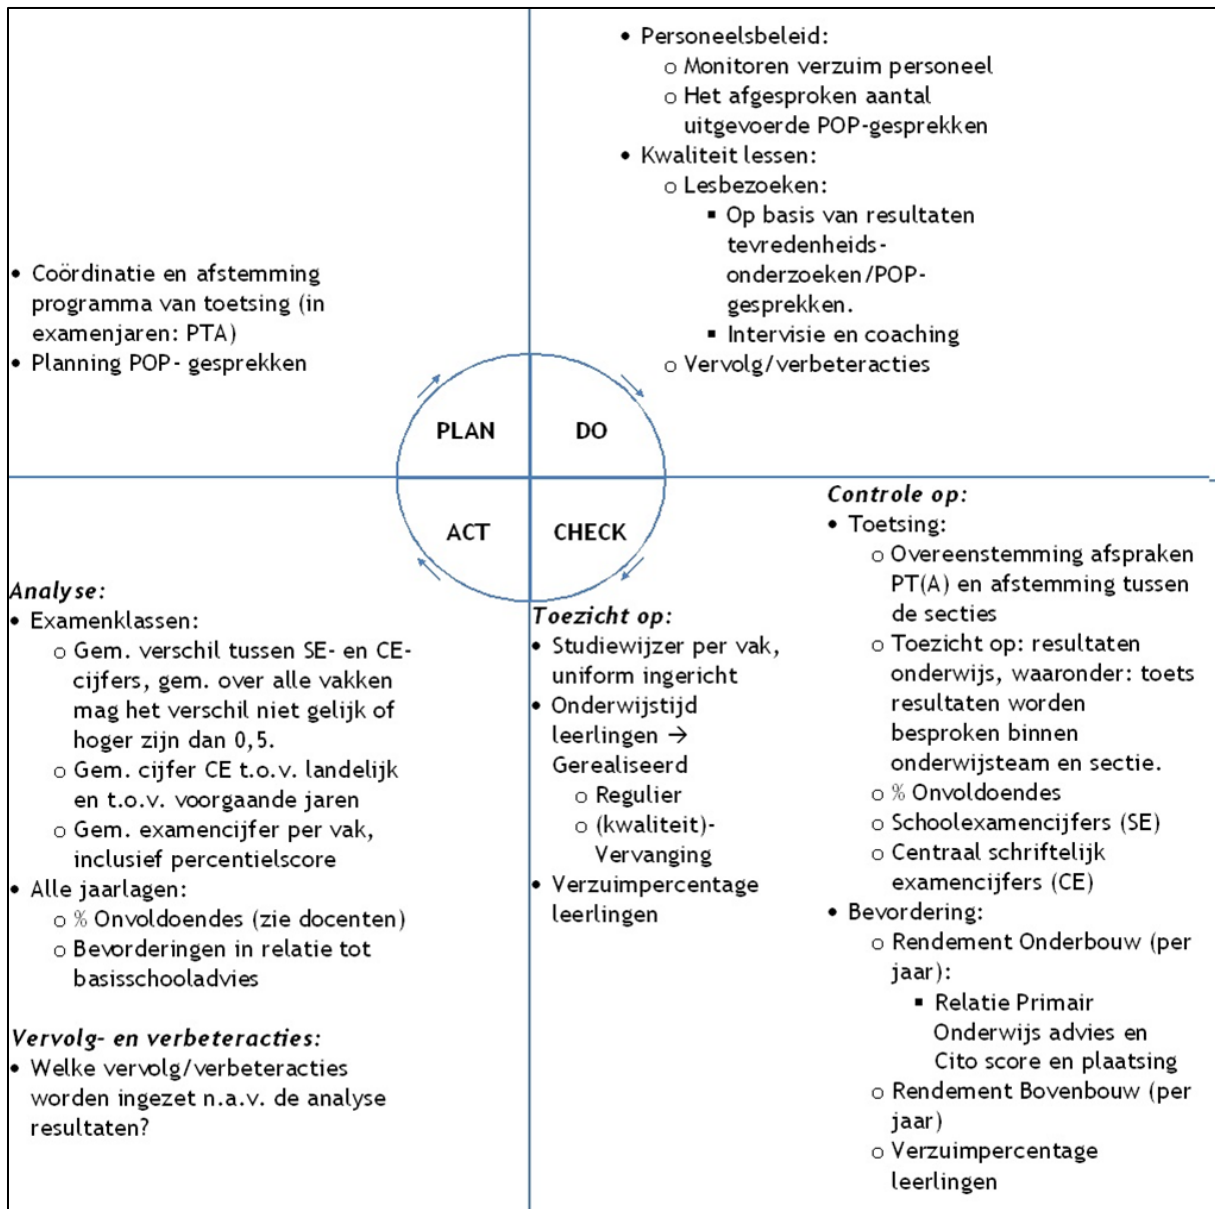 • Coördinatie en afstemming
programma van toetsing (in
examenjaren: PTA)
• Planning POP- gesprekken
• Personeelsbeleid:
o Monitoren verzuim personeel
o Het afgesproken aantal
uitgevoerde POP-gesprekken
• Kwaliteit lessen:
o Lesbezoeken:
▪ Op basis van resultaten
tevredenheids-
onderzoeken/POP-
gesprekken.
▪ Intervisie en coaching
o Vervolg/verbeteracties
PLAN
DO
ACT
CHECK
Analyse:
• Examenklassen:
o Gem. verschil tussen SE- en CE-
cijfers, gem. over alle vakken
mag het verschil niet gelijk of
hoger zijn dan 0,5.
o Gem. cijfer CE t.o.v. landelijk
en t.o.v. voorgaande jaren
o Gem. examencijfer per vak,
inclusief percentielscore
• Alle jaarlagen:
o % Onvoldoendes (zie docenten)
o Bevorderingen in relatie tot
basisschooladvies
Vervolg- en verbeteracties:
• Welke vervolg/verbeteracties
worden ingezet n.a.v. de analyse
resultaten?
Toezicht op:
• Studiewijzer per vak,
uniform ingericht
• Onderwijstijd
leerlingen →
Gerealiseerd
o Regulier
o (kwaliteit)-
Vervanging
• Verzuimpercentage
leerlingen
Controle op:
• Toetsing:
o Overeenstemming afspraken
PT(A) en afstemming tussen
de secties
o Toezicht op: resultaten
onderwijs, waaronder: toets
resultaten worden
besproken binnen
onderwijsteam en sectie.
o % Onvoldoendes
o Schoolexamencijfers (SE)
o Centraal schriftelijk
examencijfers (CE)
• Bevordering:
o Rendement Onderbouw (per
jaar):
▪ Relatie Primair
Onderwijs advies en
Cito score en plaatsing
o Rendement Bovenbouw (per
jaar)
o Verzuimpercentage
leerlingen